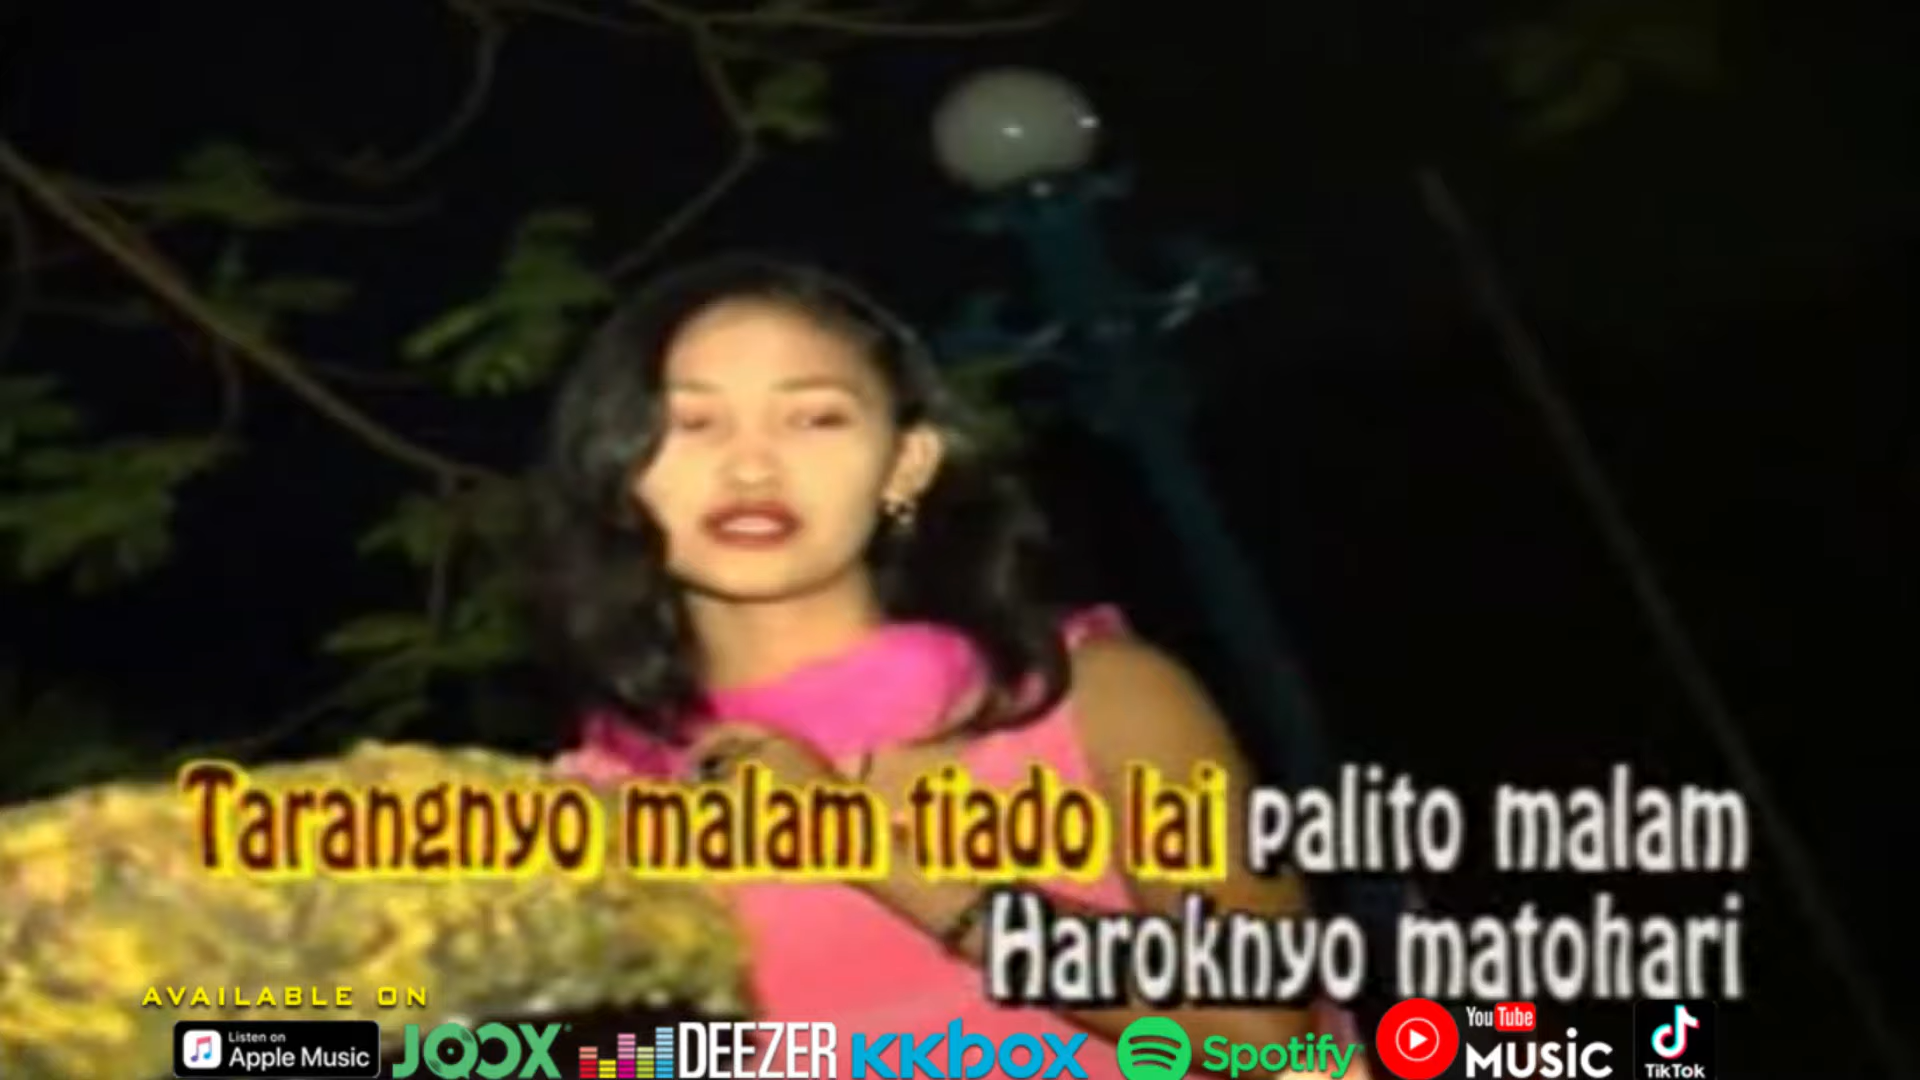 Tarangnyo malam tiado lai palito malam
Haroknyo matohari
AVAILABLE ON
Listen on Apple Music
JOOX
DEEZER
KKBOX
Spotify
YouTube MUSIC
TikTok